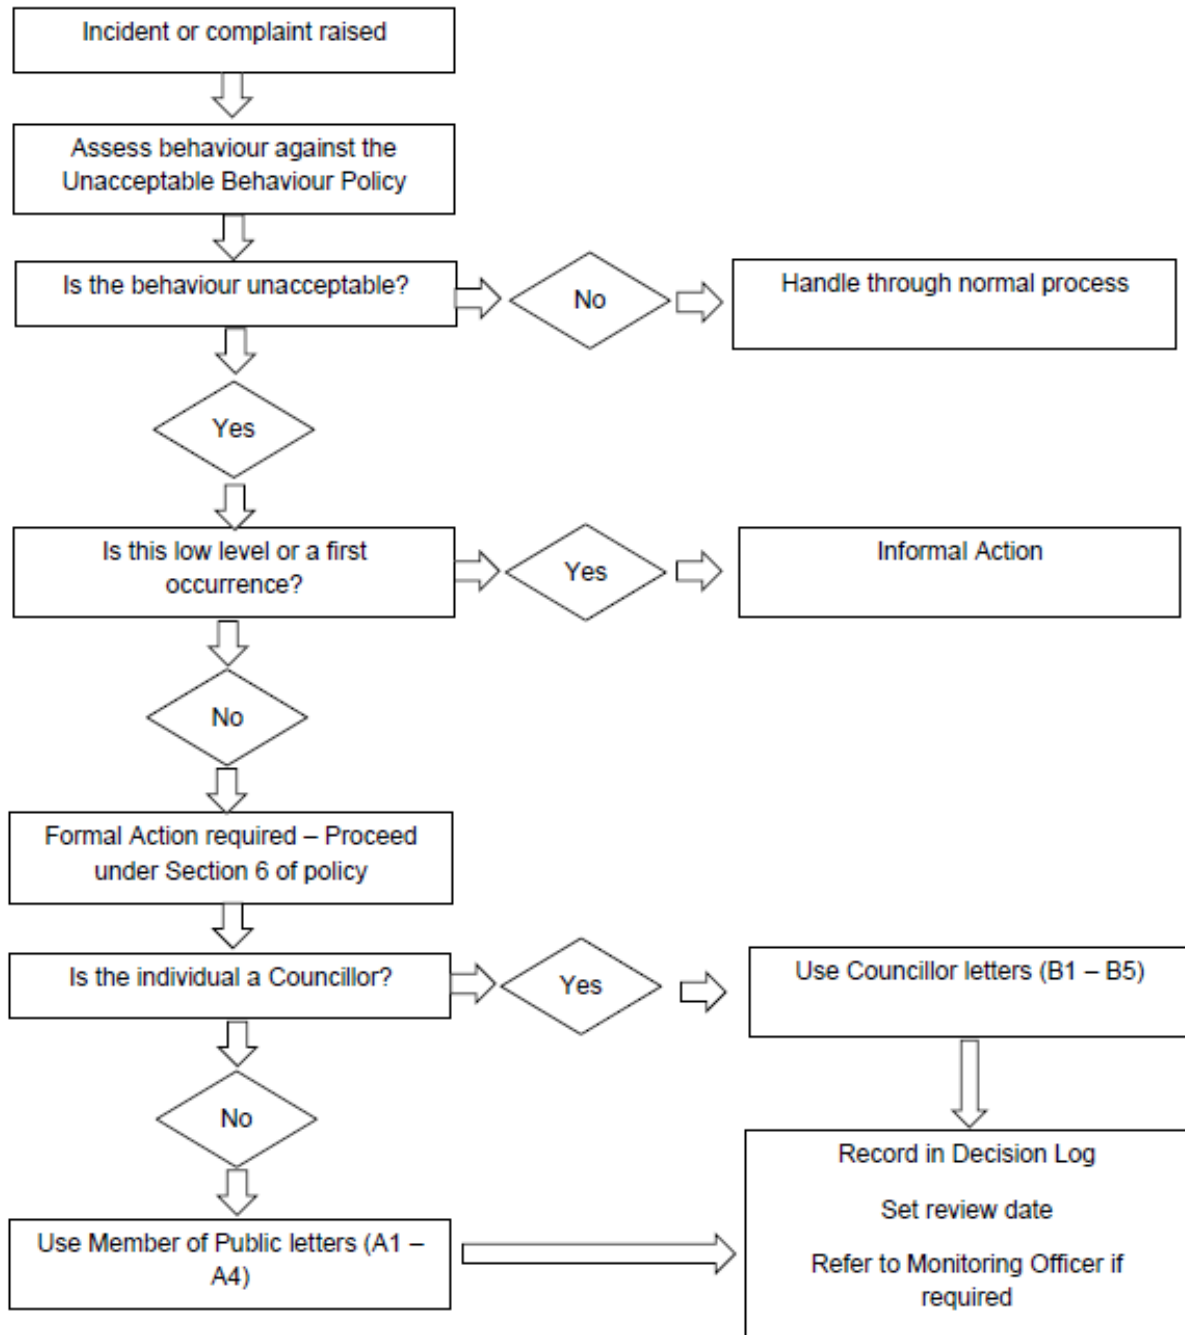 Incident or complaint raised
Assess behaviour against the
Unacceptable Behaviour Policy
Is the behaviour unacceptable?
No
Handle through normal process
Yes
Is this low level or a first
occurrence?
Yes
Informal Action
No
Formal Action required – Proceed
under Section 6 of policy
Is the individual a Councillor?
Yes
Use Councillor letters (B1 – B5)
No
Use Member of Public letters (A1 –
A4)
Record in Decision Log
Set review date
Refer to Monitoring Officer if
required